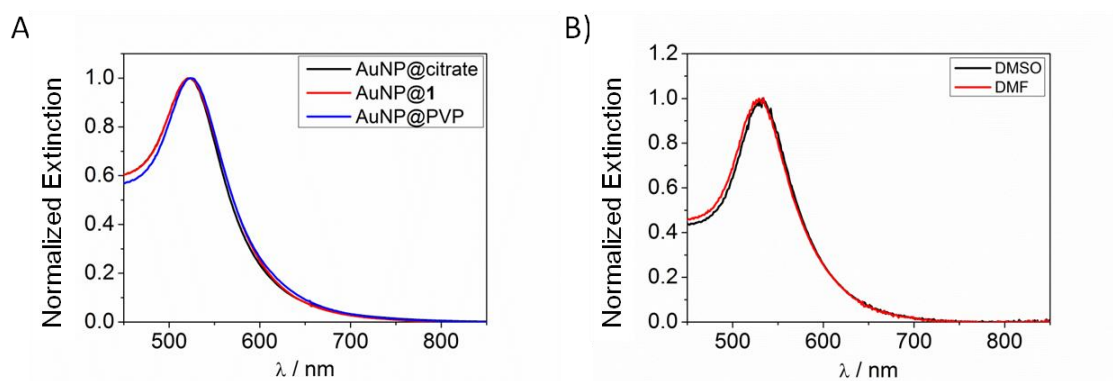 A)
Normalized Extinction
1.0
0.8
0.6
0.4
0.2
0.0
500
600
700
800
λ / nm
AuNP@citrate
AuNP@1
AuNP@PVP
B)
Normalized Extinction
1.2
1.0
0.8
0.6
0.4
0.2
0.0
500
600
700
800
λ / nm
DMSO
DMF